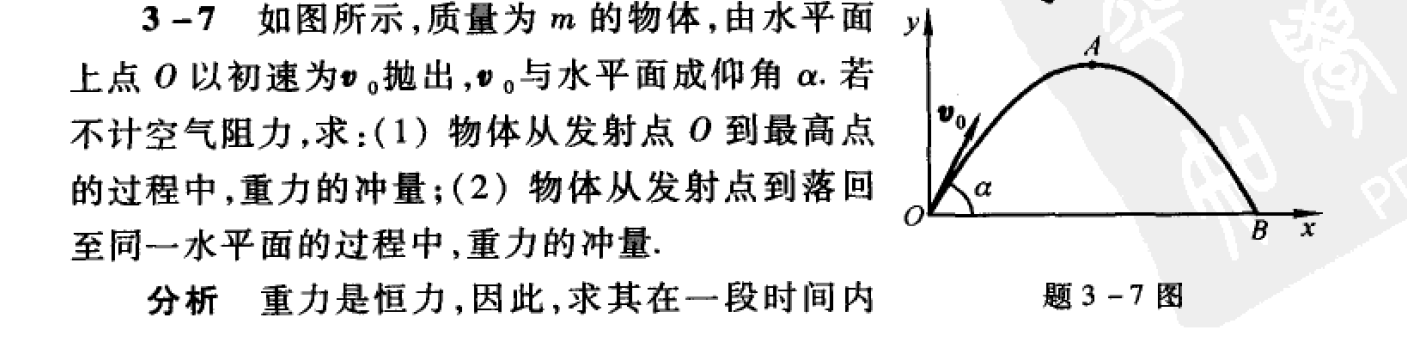 3-7 如图所示,质量为 m 的物体,由水平面
上点 O 以初速为v₀抛出,v₀与水平面成仰角 α. 若
不计空气阻力,求:(1) 物体从发射点 O 到最高点
的过程中,重力的冲量;(2) 物体从发射点到落回
至同一水平面的过程中,重力的冲量.
分析 重力是恒力,因此,求其在一段时间内
y
A
v₀
α
O
B
x
题 3-7 图